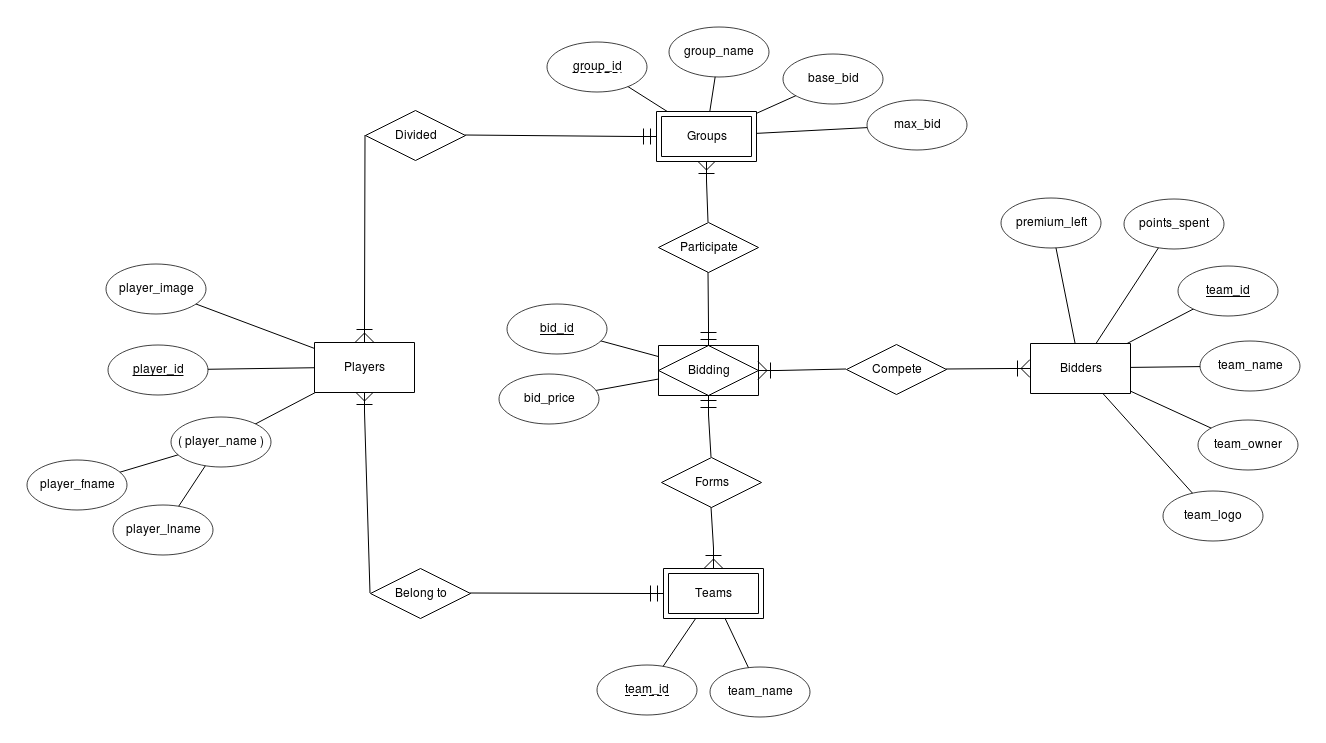 group_name
group_id
base_bid
max_bid
Divided
Groups
premium_left
points_spent
Participate
player_image
team_id
bid_id
Players
player_id
Bidding
Compete
Bidders
team_name
bid_price
( player_name )
team_owner
player_fname
Forms
player_lname
team_logo
Belong to
Teams
team_id
team_name